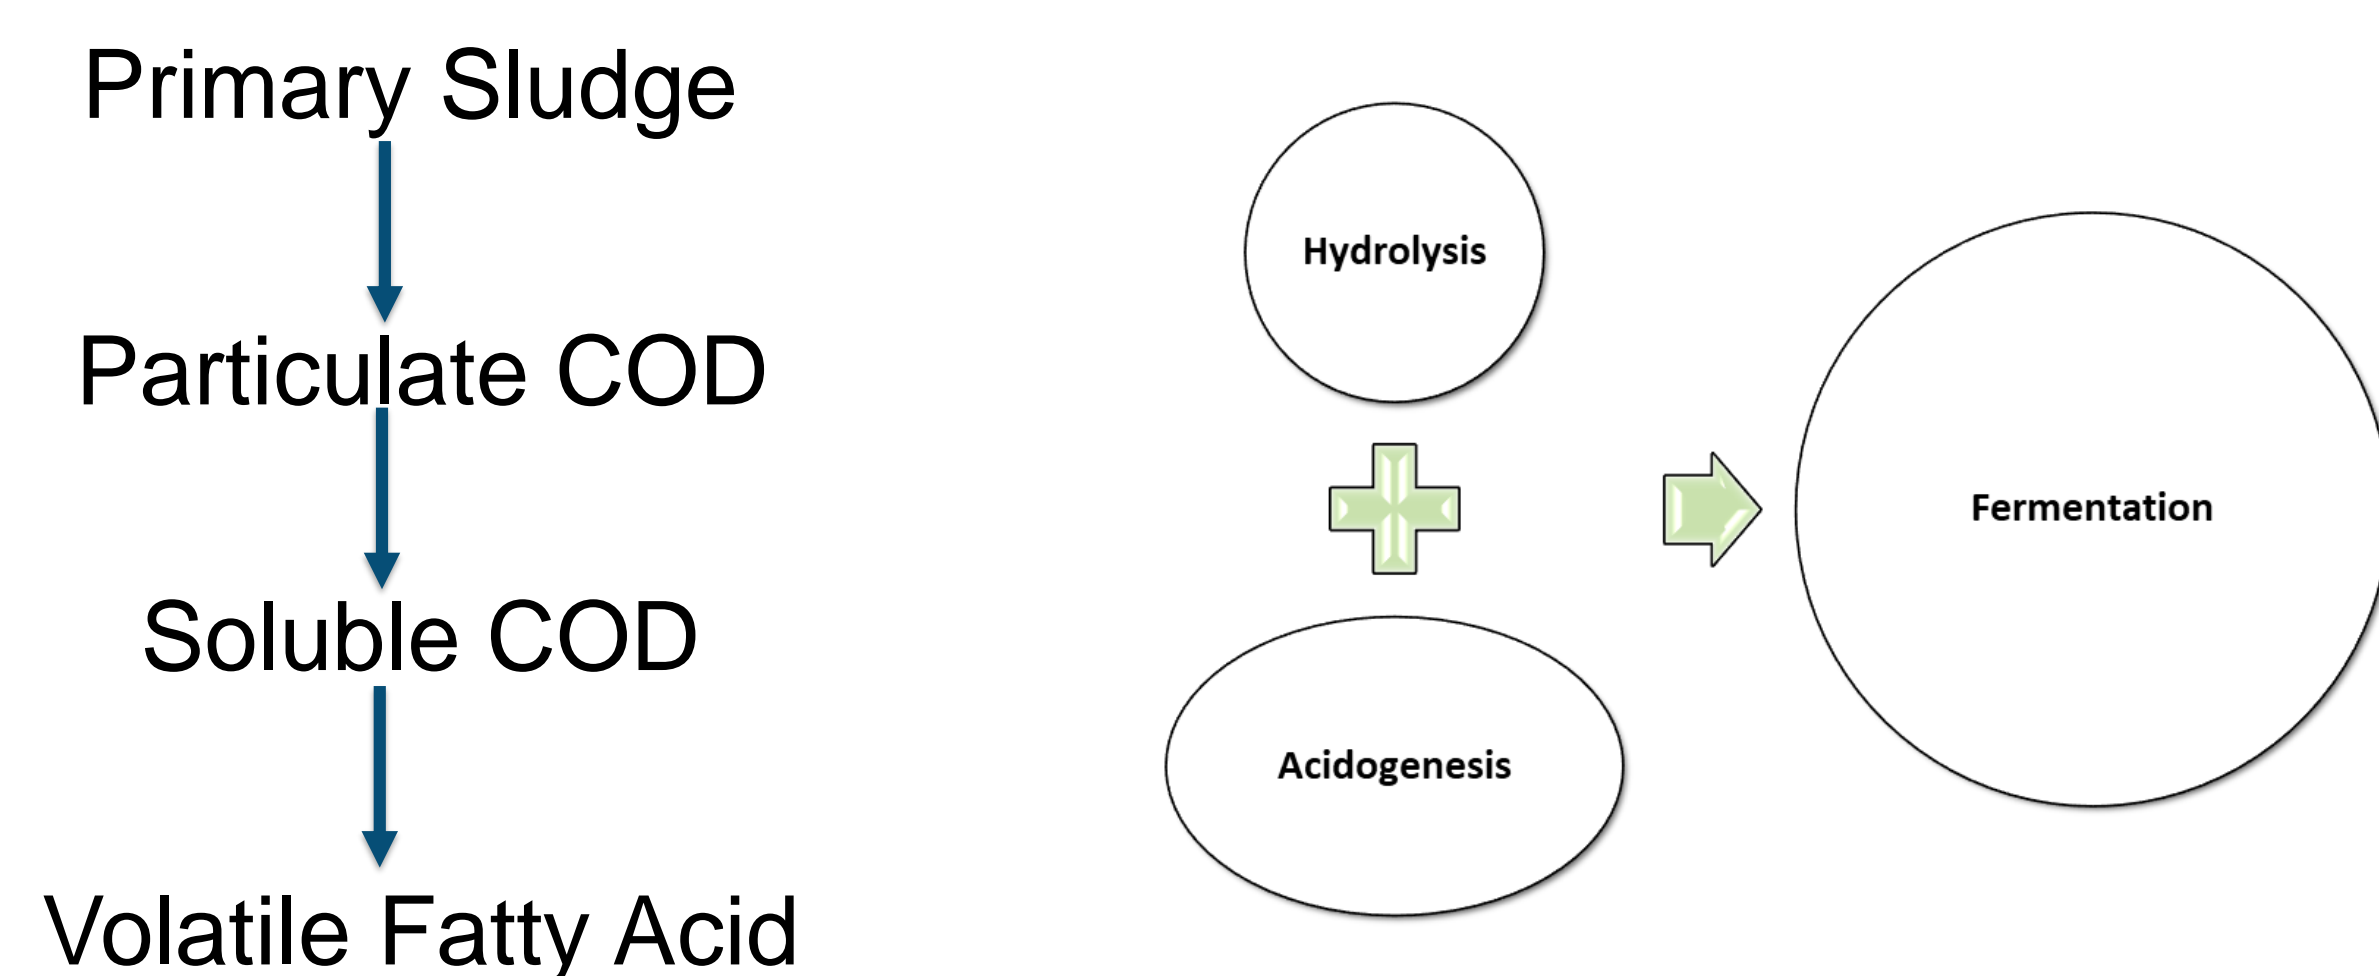 Primary Sludge
Particulate COD
Soluble COD
Volatile Fatty Acid
Hydrolysis
Acidogenesis
Fermentation